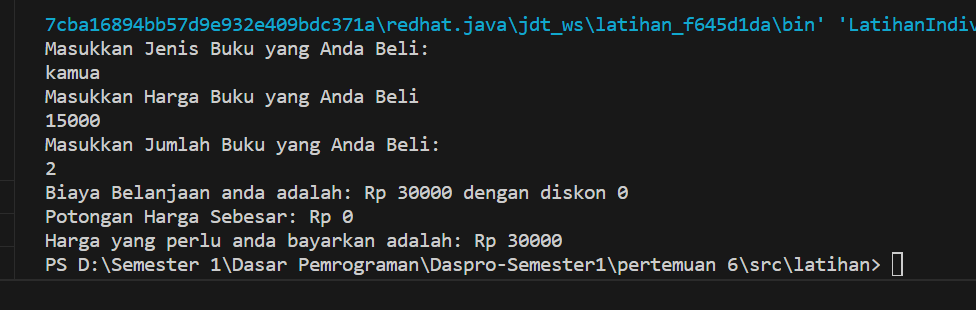 7cba16894bb57d9e932e409bdc371a\redhat.java\jdt_ws\latihan_f645d1da\bin' 'LatihanIndiv
Masukkan Jenis Buku yang Anda Beli:
kamua
Masukkan Harga Buku yang Anda Beli
15000
Masukkan Jumlah Buku yang Anda Beli:
2
Biaya Belanjaan anda adalah: Rp 30000 dengan diskon 0
Potongan Harga Sebesar: Rp 0
Harga yang perlu anda bayarkan adalah: Rp 30000
PS D:\Semester 1\Dasar Pemrograman\Daspro-Semester1\pertemuan 6\src\latihan>